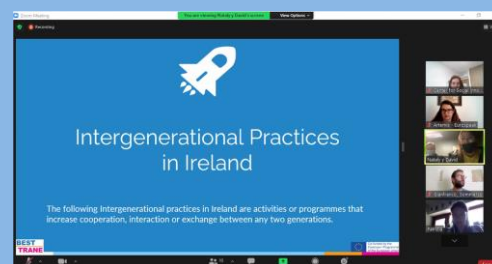 Zoom Meeting
You are viewing Nataly y David's screen
View Options
Recording
Intergenerational Practices
in Ireland
The following Intergenerational practices in Ireland are activities or programmes that
increase cooperation, interaction or exchange between any two generations.
BEST
TRANE
Nataly y David